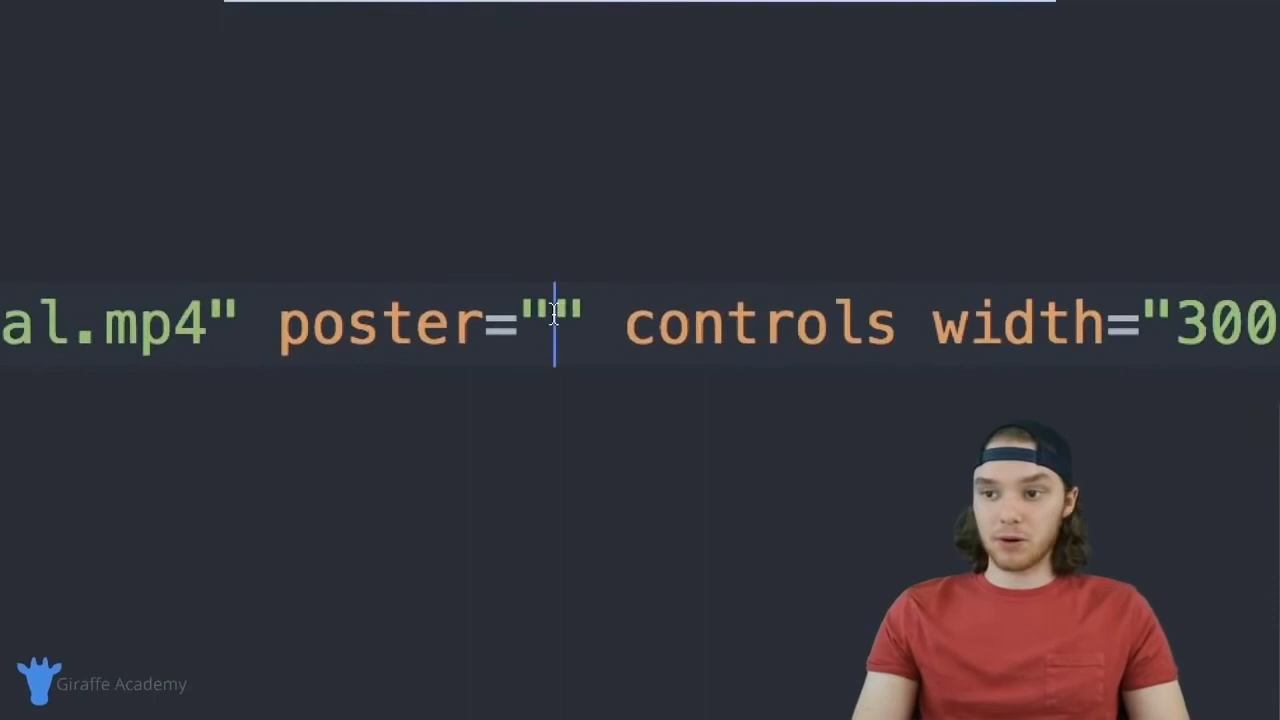 al.mp4" poster="" controls width="300
Giraffe Academy